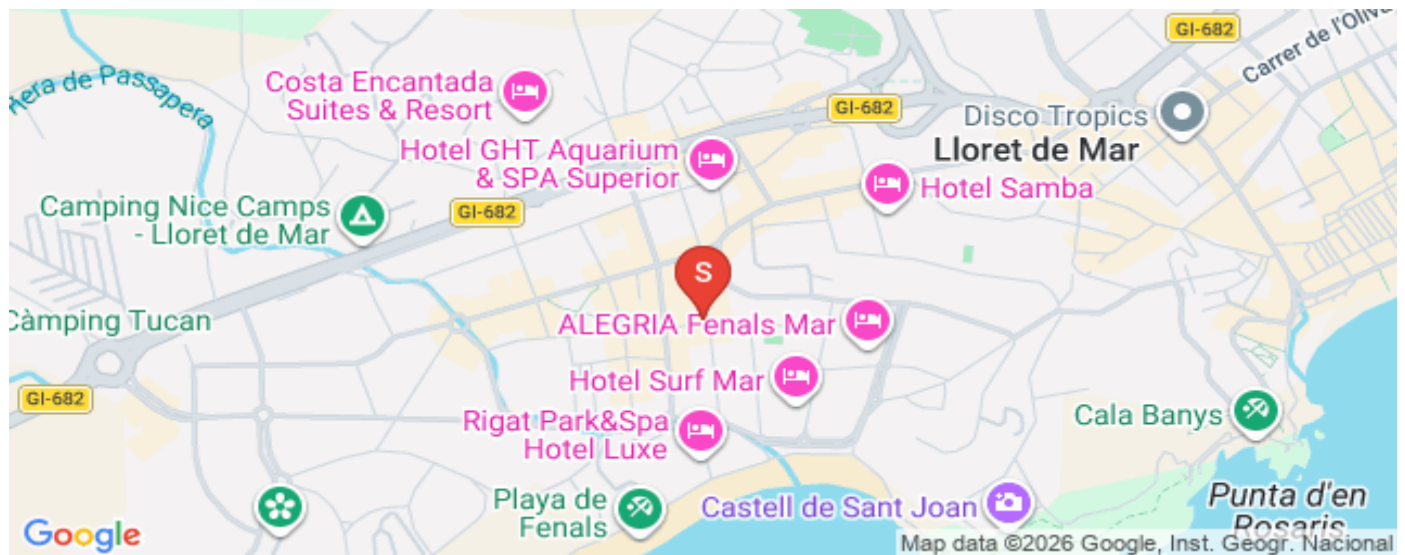 GI-682
Carrer de l'Oliva
nera de Passapera
Costa Encantada
Suites & Resort
GI-682
Disco Tropics
Lloret de Mar
Hotel GHT Aquarium
& SPA Superior
Hotel Samba
Camping Nice Camps
- Lloret de Mar
GI-682
S
Càmping Tucan
ALEGRIA Fenals Mar
Hotel Surf Mar
GI-682
Rigat Park&Spa
Hotel Luxe
Cala Banys
Playa de
Fenals
Castell de Sant Joan
Punta d'en
Rosaris
Google
Map data ©2026 Google, Inst. Geogr. Nacional